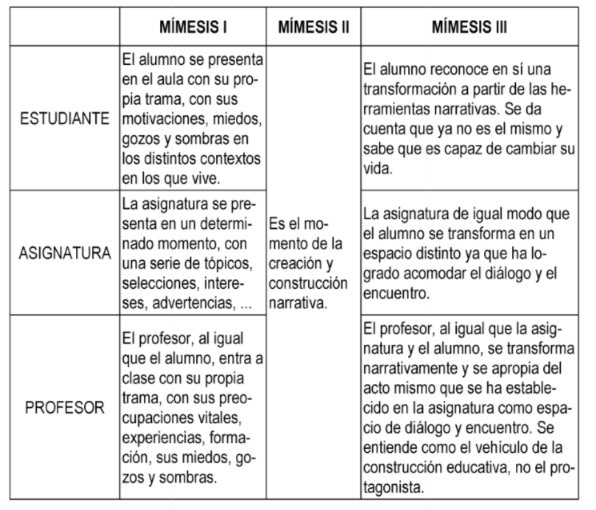 MÍMESIS I MÍMESIS II MÍMESIS III
ESTUDIANTE
El alumno se presenta
en el aula con su pro-
pia trama, con sus
motivaciones, miedos,
gozos y sombras en
los distintos contextos
en los que vive.
Es el mo-
mento de la
creación y
construcción
narrativa.
El alumno reconoce en sí una
transformación a partir de las he-
rramientas narrativas. Se da
cuenta que ya no es el mismo y
sabe que es capaz de cambiar su
vida.
ASIGNATURA
La asignatura se pre-
senta en un determi-
nado momento, con
una serie de tópicos,
selecciones, intere-
ses, advertencias, ...
La asignatura de igual modo que
el alumno se transforma en un
espacio distinto ya que ha lo-
grado acomodar el diálogo y el
encuentro.
PROFESOR
El profesor, al igual
que el alumno, entra a
clase con su propia
trama, con sus preo-
cupaciones vitales,
experiencias, forma-
ción, sus miedos, go-
zos y sombras.
El profesor, al igual que la asig-
natura y el alumno, se transforma
narrativamente y se apropia del
acto mismo que se ha estable-
cido en la asignatura como espa-
cio de diálogo y encuentro. Se
entiende como el vehículo de la
construcción educativa, no el pro-
tagonista.